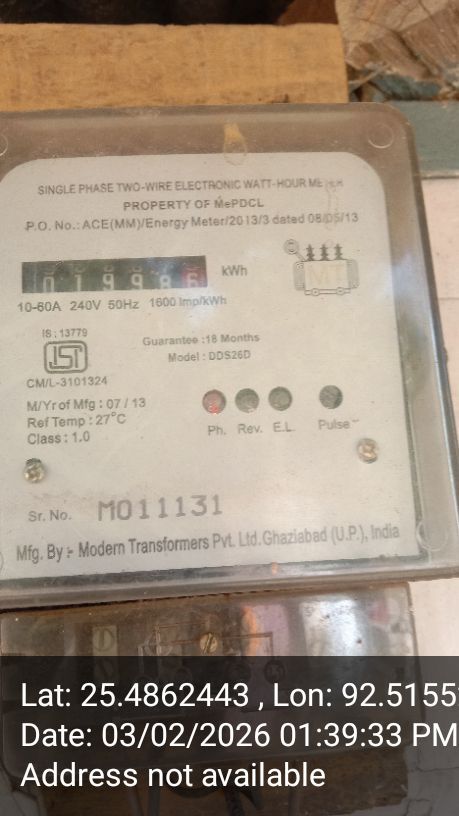 SINGLE PHASE TWO-WIRE ELECTRONIC WATT-HOUR METER
PROPERTY OF MePDCL
P.O. No.: ACE(MM)/Energy Meter/2013/3 dated 08/05/13
019986 kWh
MT
10-60A 240V 50Hz 1600 Imp/kWh
IS : 13779
Guarantee : 18 Months
Model : DDS26D
CM/L-3101324
M/Yr of Mfg : 07 / 13
Ref Temp : 27°C
Class : 1.0
Ph. Rev. E.L. Pulse
Sr. No. M011131
Mfg. By :- Modern Transformers Pvt. Ltd. Ghaziabad (U.P.), India
Lat: 25.4862443 , Lon: 92.5155
Date: 03/02/2026 01:39:33 PM
Address not available